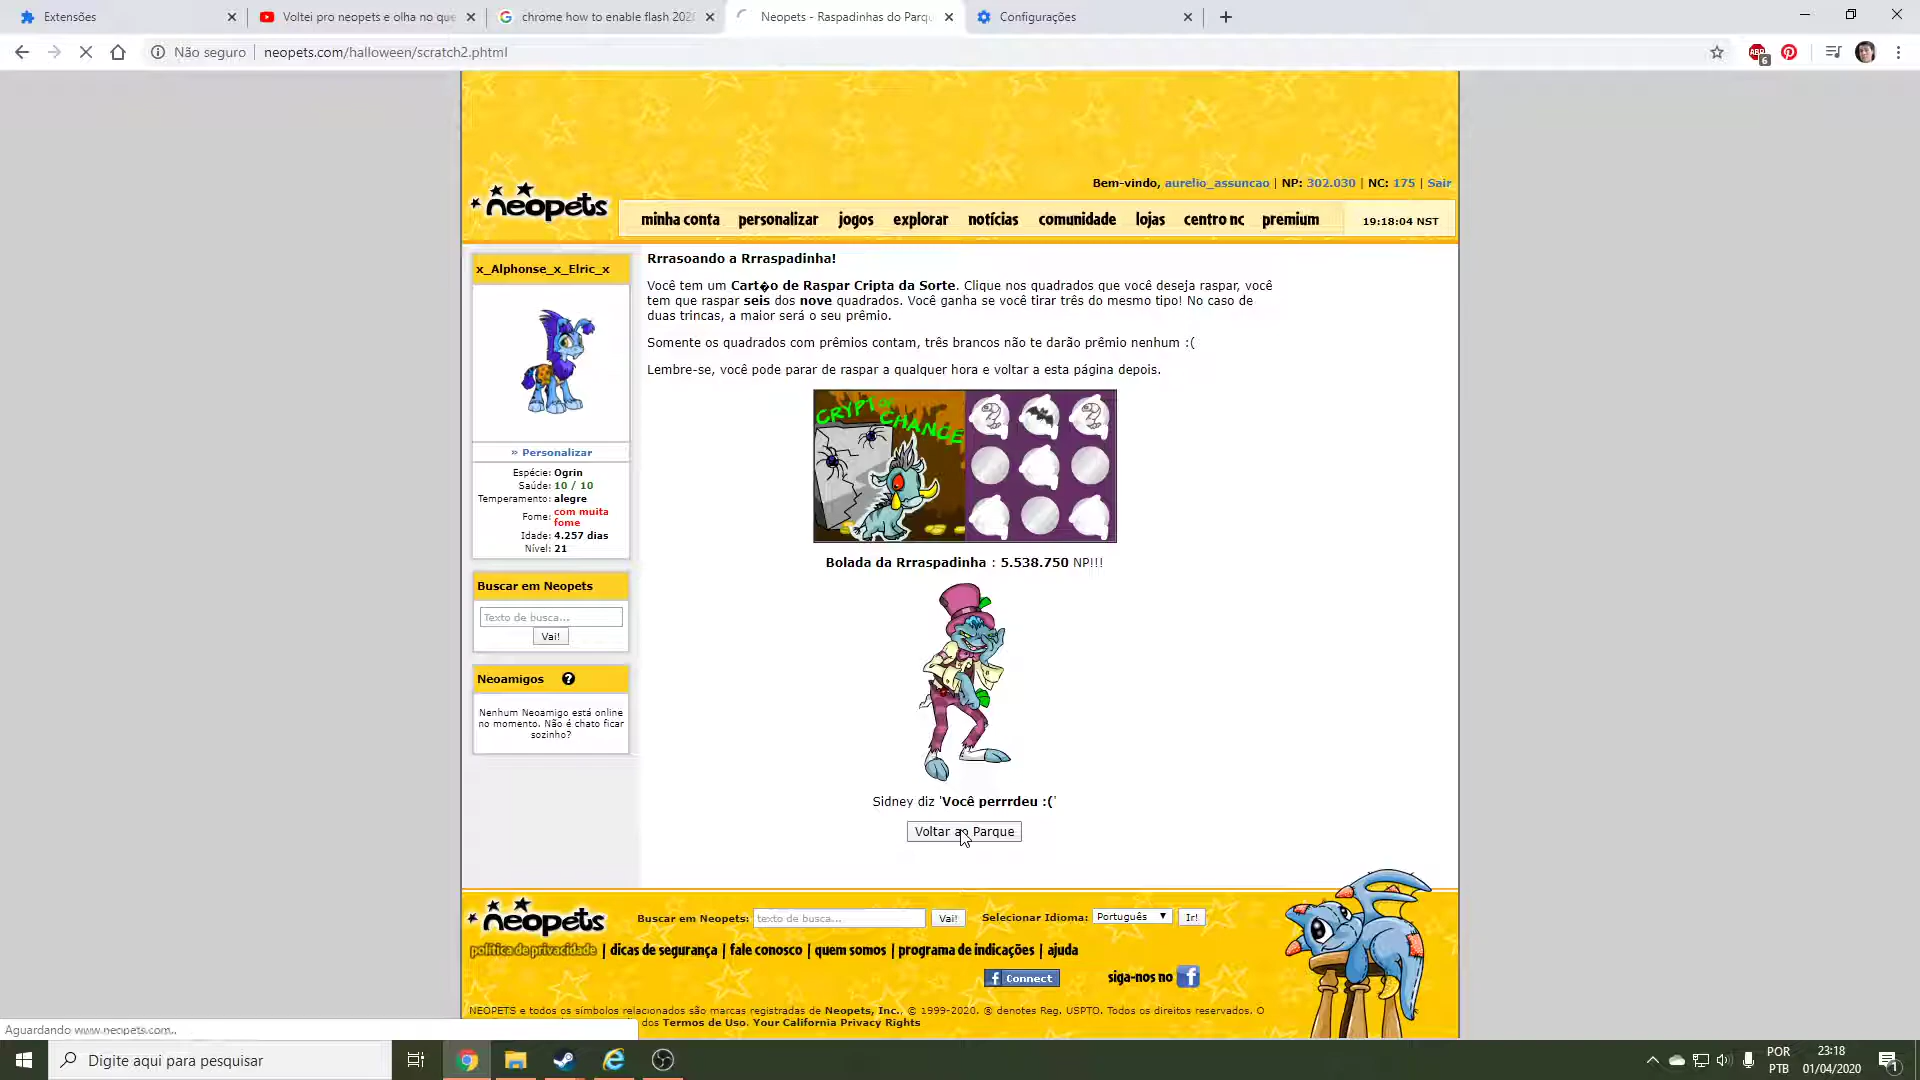 Extensões
Voltei pro neopets e olha no que
chrome how to enable flash 202
Neopets - Raspadinhas do Parqu
Configurações
Não seguro
neopets.com/halloween/scratch2.phtml
ABP
6
neopets
Bem-vindo, aurelio_assuncao | NP: 302.030 | NC: 175 | Sair
minha conta personalizar jogos explorar notícias comunidade lojas centro nc premium
19:18:04 NST
x_Alphonse_x_Elric_x
» Personalizar
Espécie: Ogrin
Saúde: 10 / 10
Temperamento: alegre
Fome: com muita
fome
Idade: 4.257 dias
Nível: 21
Buscar em Neopets
Texto de busca...
Vai!
Neoamigos ?
Nenhum Neoamigo está online
no momento. Não é chato ficar
sozinho?
Rrrasoando a Rrraspadinha!
Você tem um Cart�o de Raspar Cripta da Sorte. Clique nos quadrados que você deseja raspar, você
tem que raspar seis dos nove quadrados. Você ganha se você tirar três do mesmo tipo! No caso de
duas trincas, a maior será o seu prêmio.
Somente os quadrados com prêmios contam, três brancos não te darão prêmio nenhum :(
Lembre-se, você pode parar de raspar a qualquer hora e voltar a esta página depois.
CRYPT OF
CHANCE
Bolada da Rrraspadinha : 5.538.750 NP!!!
Sidney diz 'Você perrrdeu :('
Voltar ao Parque
neopets
Buscar em Neopets: texto de busca... Vai! Selecionar Idioma: Português Ir!
política de privacidade | dicas de segurança | fale conosco | quem somos | programa de indicações | ajuda
f Connect
siga-nos no f
NEOPETS e todos os símbolos relacionados são marcas registradas de Neopets, Inc., © 1999-2020. ® denotes Reg. USPTO. Todos os direitos reservados. O
dos Termos de Uso. Your California Privacy Rights
Aguardando www.neopets.com...
Digite aqui para pesquisar
POR
PTB
23:18
01/04/2020
1